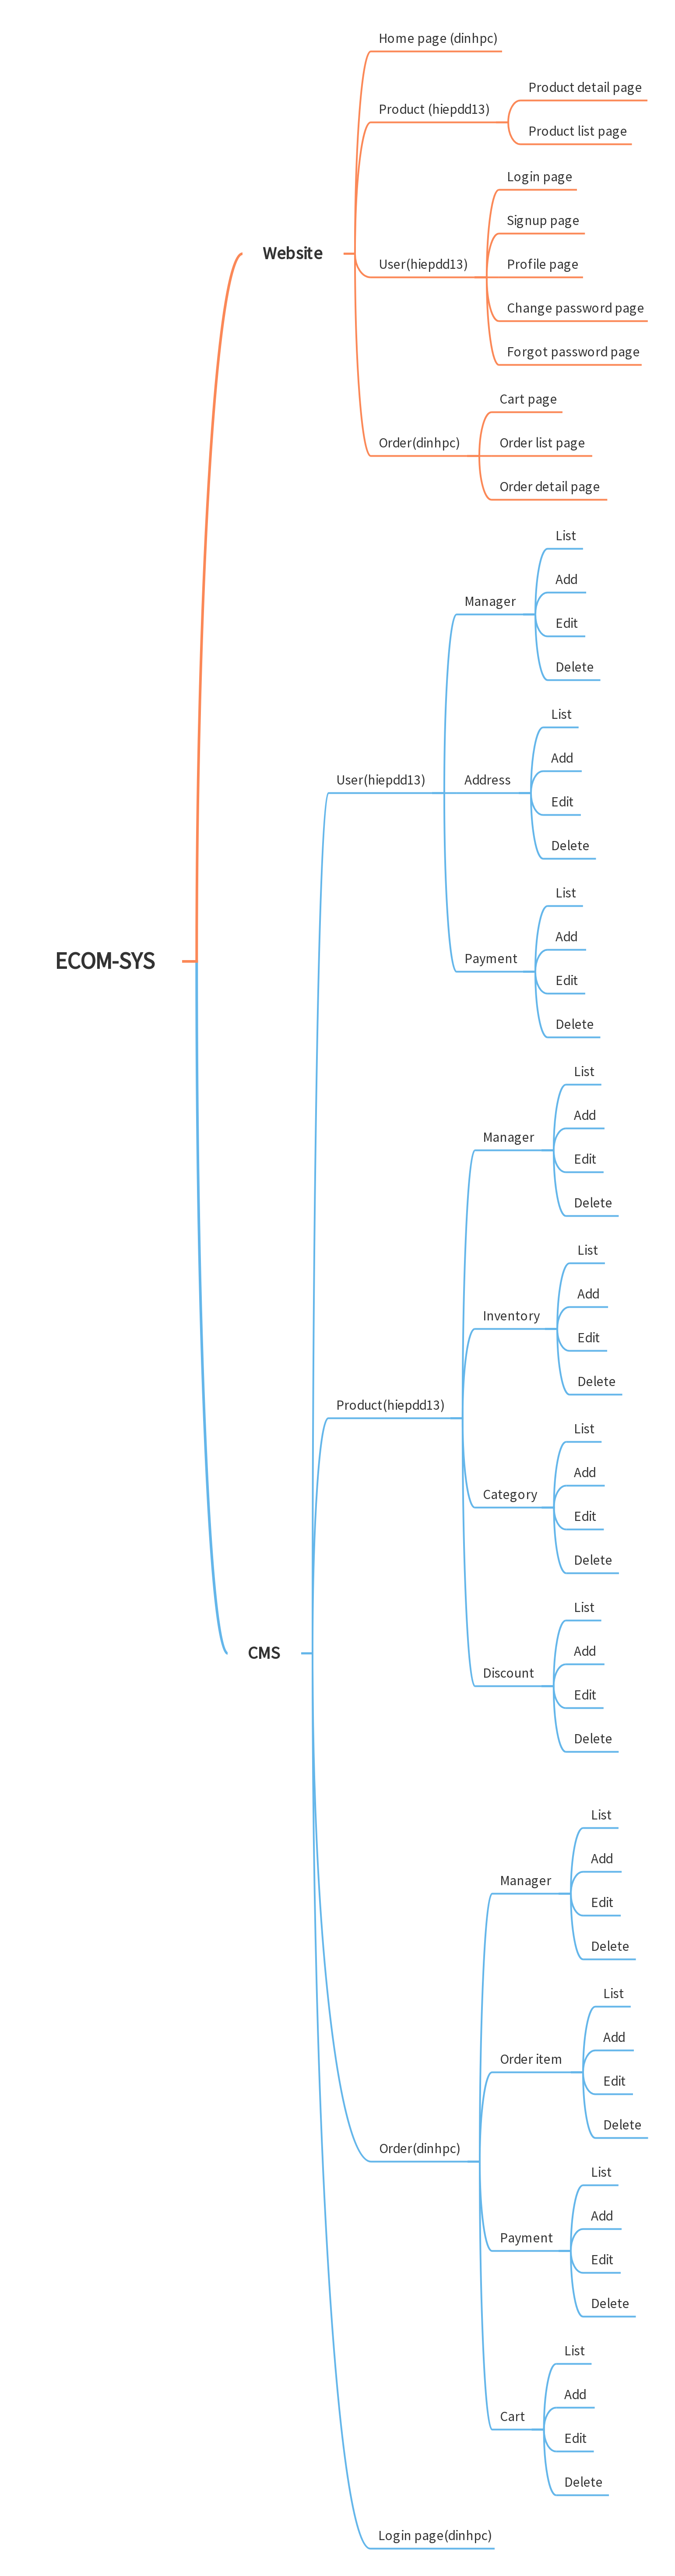 Home page (dinhpc)
Product (hiepdd13)
Product detail page
Product list page
Website
User(hiepdd13)
Login page
Signup page
Profile page
Change password page
Forgot password page
Order(dinhpc)
Cart page
Order list page
Order detail page
ECOM-SYS
User(hiepdd13)
Manager
List
Add
Edit
Delete
Address
List
Add
Edit
Delete
Payment
List
Add
Edit
Delete
CMS
Product(hiepdd13)
Manager
List
Add
Edit
Delete
Inventory
List
Add
Edit
Delete
Category
List
Add
Edit
Delete
Discount
List
Add
Edit
Delete
Order(dinhpc)
Manager
List
Add
Edit
Delete
Order item
List
Add
Edit
Delete
Payment
List
Add
Edit
Delete
Cart
List
Add
Edit
Delete
Login page(dinhpc)